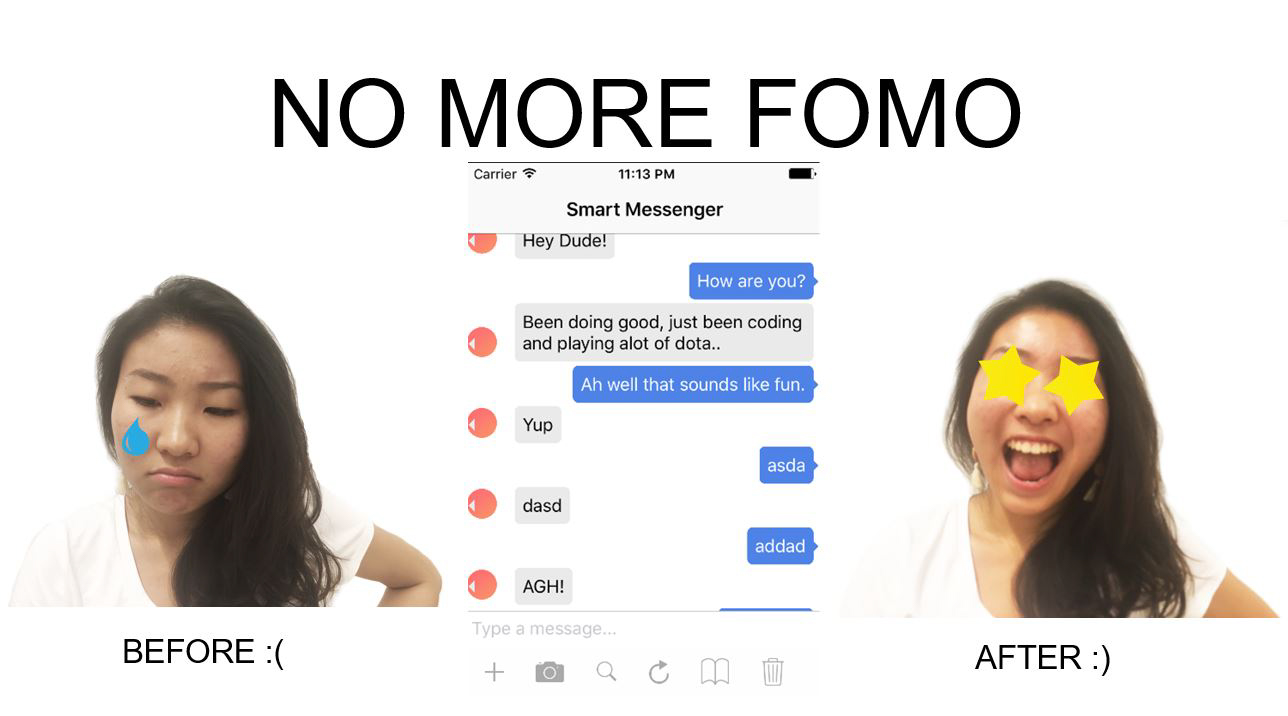 NO MORE FOMO
Carrier 11:13 PM
Smart Messenger
Hey Dude!
How are you?
Been doing good, just been coding
and playing alot of dota..
Ah well that sounds like fun.
Yup
asda
dasd
addad
AGH!
Type a message...
BEFORE :(
AFTER :)